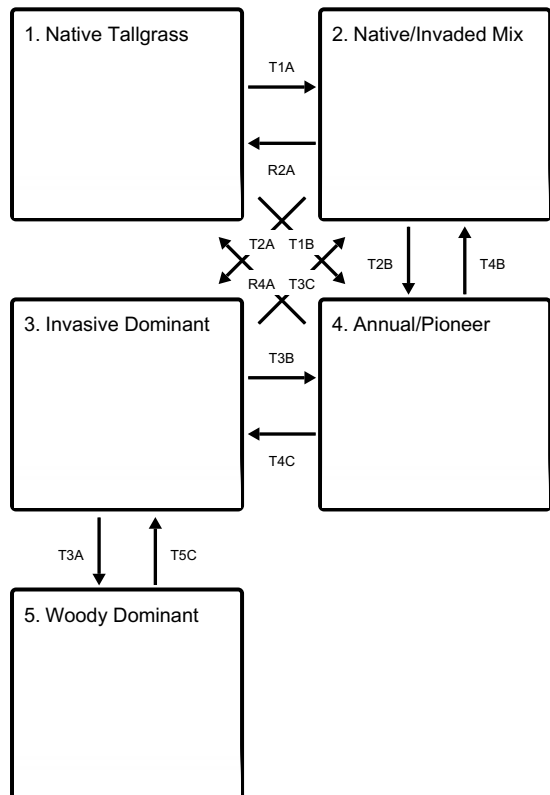 1. Native Tallgrass
2. Native/Invaded Mix
T1A
R2A
T2A
T1B
R4A
T3C
T2B
T4B
3. Invasive Dominant
4. Annual/Pioneer
T3B
T4C
T3A
T5C
5. Woody Dominant